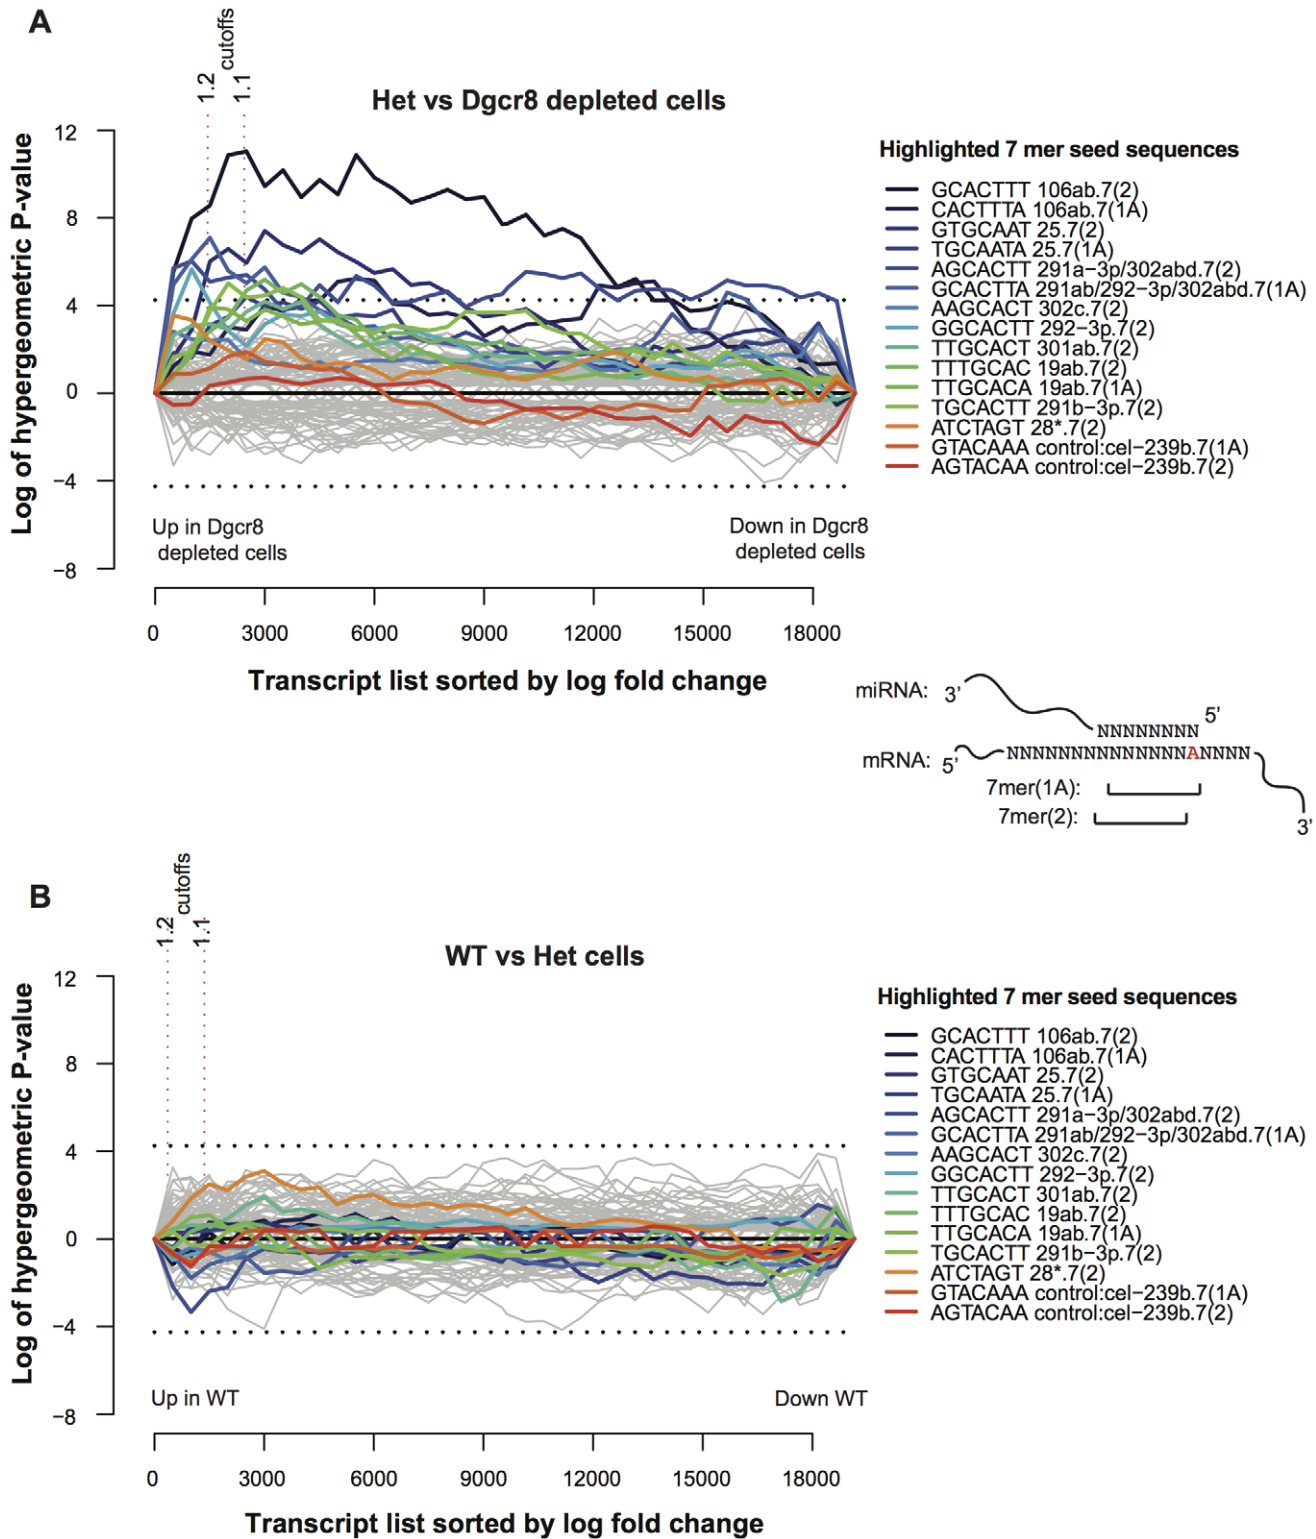 A
1.2
cutoffs
1.1
Het vs Dgcr8 depleted cells
Log of hypergeometric P-value
12
8
4
0
−4
−8
Up in Dgcr8
depleted cells
Down in Dgcr8
depleted cells
0 3000 6000 9000 12000 15000 18000
Transcript list sorted by log fold change
Highlighted 7 mer seed sequences
GCACTTT 106ab.7(2)
CACTTTA 106ab.7(1A)
GTGCAAT 25.7(2)
TGCAATA 25.7(1A)
AGCACTT 291a−3p/302abd.7(2)
GCACTTA 291ab/292−3p/302abd.7(1A)
AAGCACT 302c.7(2)
GGCACTT 292−3p.7(2)
TTGCACT 301ab.7(2)
TTTGCAC 19ab.7(2)
TTGCACA 19ab.7(1A)
TGCACTT 291b−3p.7(2)
ATCTAGT 28*.7(2)
GTACAAA control:cel−239b.7(1A)
AGTACAA control:cel−239b.7(2)
miRNA: 3' NNNNNNNN 5'
mRNA: 5' NNNNNNNNNNNNNNANNNN 3'
7mer(1A):
7mer(2):
B
1.2
cutoffs
1.1
WT vs Het cells
Log of hypergeometric P-value
12
8
4
0
−4
−8
Up in WT
Down WT
0 3000 6000 9000 12000 15000 18000
Transcript list sorted by log fold change
Highlighted 7 mer seed sequences
GCACTTT 106ab.7(2)
CACTTTA 106ab.7(1A)
GTGCAAT 25.7(2)
TGCAATA 25.7(1A)
AGCACTT 291a−3p/302abd.7(2)
GCACTTA 291ab/292−3p/302abd.7(1A)
AAGCACT 302c.7(2)
GGCACTT 292−3p.7(2)
TTGCACT 301ab.7(2)
TTTGCAC 19ab.7(2)
TTGCACA 19ab.7(1A)
TGCACTT 291b−3p.7(2)
ATCTAGT 28*.7(2)
GTACAAA control:cel−239b.7(1A)
AGTACAA control:cel−239b.7(2)